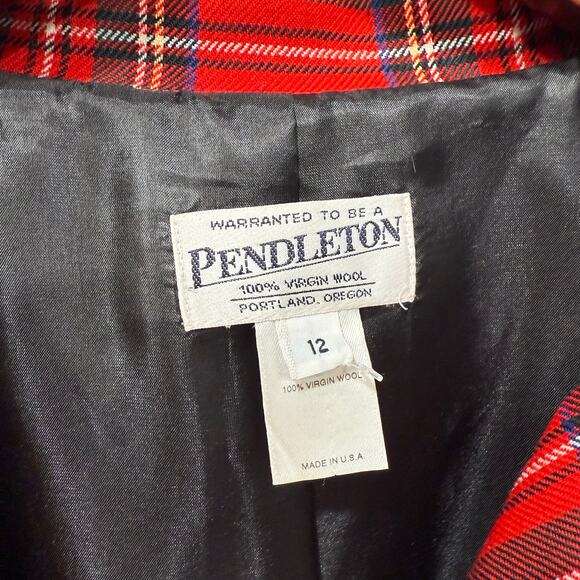 WARRANTED TO BE A
PENDLETON
100% VIRGIN WOOL
PORTLAND, OREGON
12
100% VIRGIN WOOL
MADE IN U.S.A.